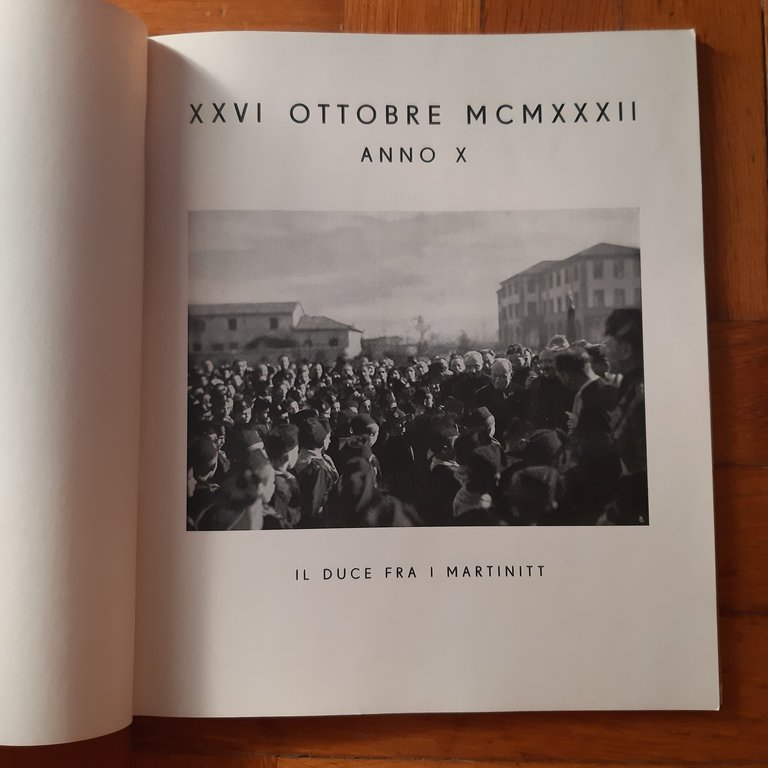 XXVI OTTOBRE MCMXXXII
ANNO X
IL DUCE FRA I MARTINITT